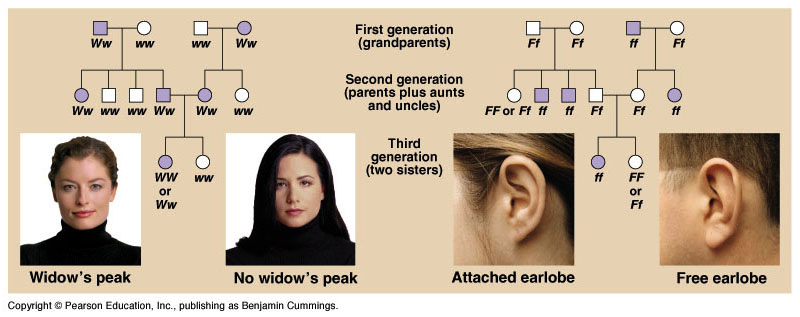 First generation
(grandparents)
Ww ww ww Ww
Ff Ff ff Ff
Second generation
(parents plus aunts
and uncles)
Ww ww ww Ww Ww ww
FF or Ff ff ff Ff Ff ff
Third
generation
(two sisters)
WW
or
Ww
ww
ff
FF
or
Ff
Widow's peak
No widow's peak
Attached earlobe
Free earlobe
Copyright © Pearson Education, Inc., publishing as Benjamin Cummings.